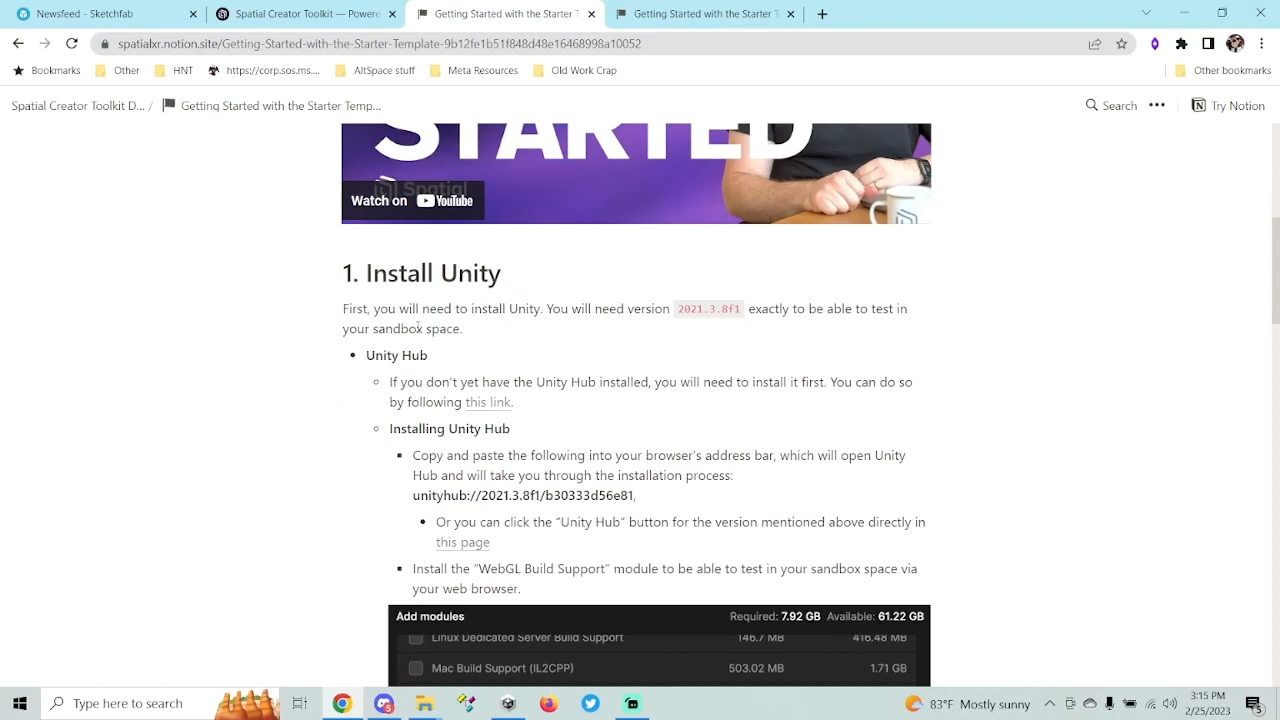 Newsfeed - Sketchfab
Spatial Creator Toolkit — Powere
Getting Started with the Starter T
Getting Started with the Starter T
spatialxr.notion.site/Getting-Started-with-the-Starter-Template-9b12fe1b51f848d48e16468998a10052
Bookmarks
Other
HNT
https://corp.sos.ms....
AltSpace stuff
Meta Resources
Old Work Crap
Other bookmarks
Spatial Creator Toolkit D... /
Getting Started with the Starter Temp...
Search
Try Notion
STARTED
Spatial
Watch on YouTube
1. Install Unity
First, you will need to install Unity. You will need version 2021.3.8f1 exactly to be able to test in
your sandbox space.
Unity Hub
If you don't yet have the Unity Hub installed, you will need to install it first. You can do so
by following this link.
Installing Unity Hub
Copy and paste the following into your browser's address bar, which will open Unity
Hub and will take you through the installation process:
unityhub://2021.3.8f1/b30333d56e81,
Or you can click the "Unity Hub" button for the version mentioned above directly in
this page
Install the "WebGL Build Support" module to be able to test in your sandbox space via
your web browser.
Add modules Required: 7.92 GB Available: 61.22 GB
Linux Dedicated Server Build Support 146.7 MB 416.48 MB
Mac Build Support (IL2CPP) 503.02 MB 1.71 GB
Type here to search
5
83°F Mostly sunny
3:15 PM
2/25/2023
5